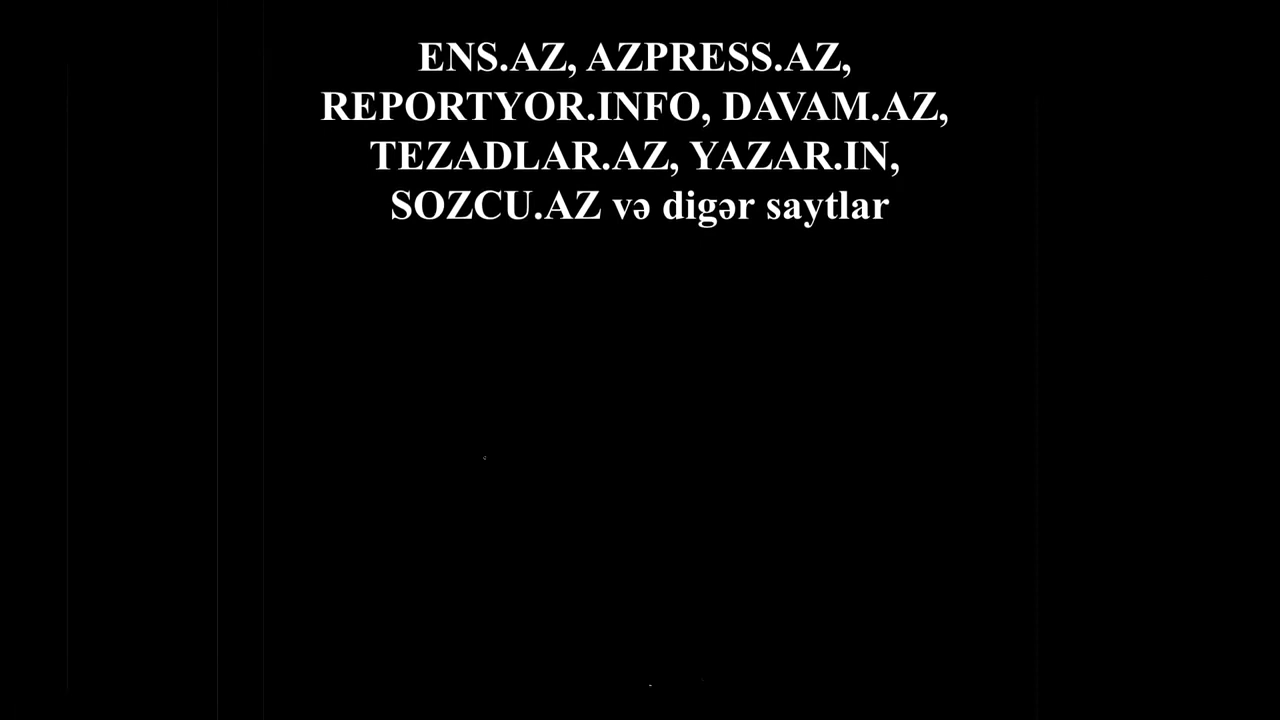 ENS.AZ, AZPRESS.AZ,
REPORTYOR.INFO, DAVAM.AZ,
TEZADLAR.AZ, YAZAR.IN,
SOZCU.AZ və digər saytlar